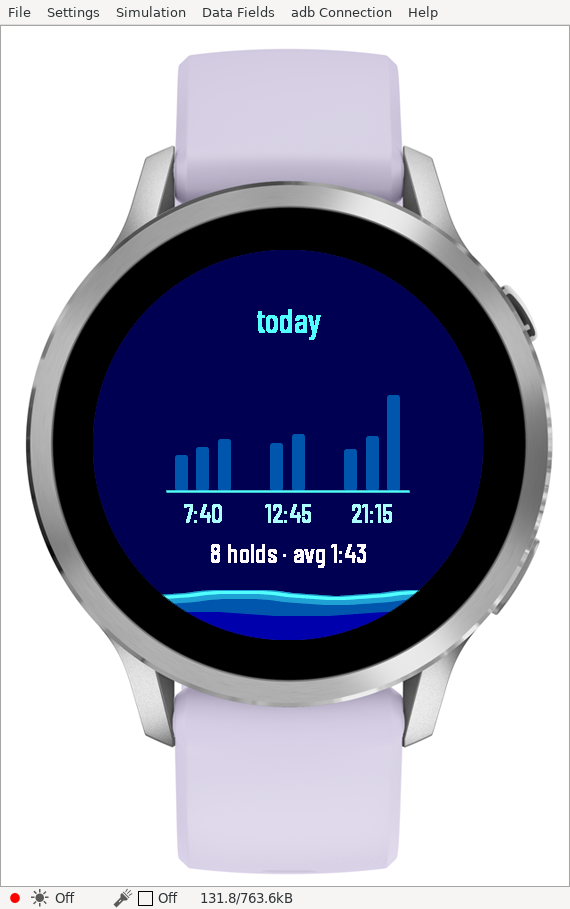 File Settings Simulation Data Fields adb Connection Help
today
7:40 12:45 21:15
8 holds · avg 1:43
Off Off 131.8/763.6kB